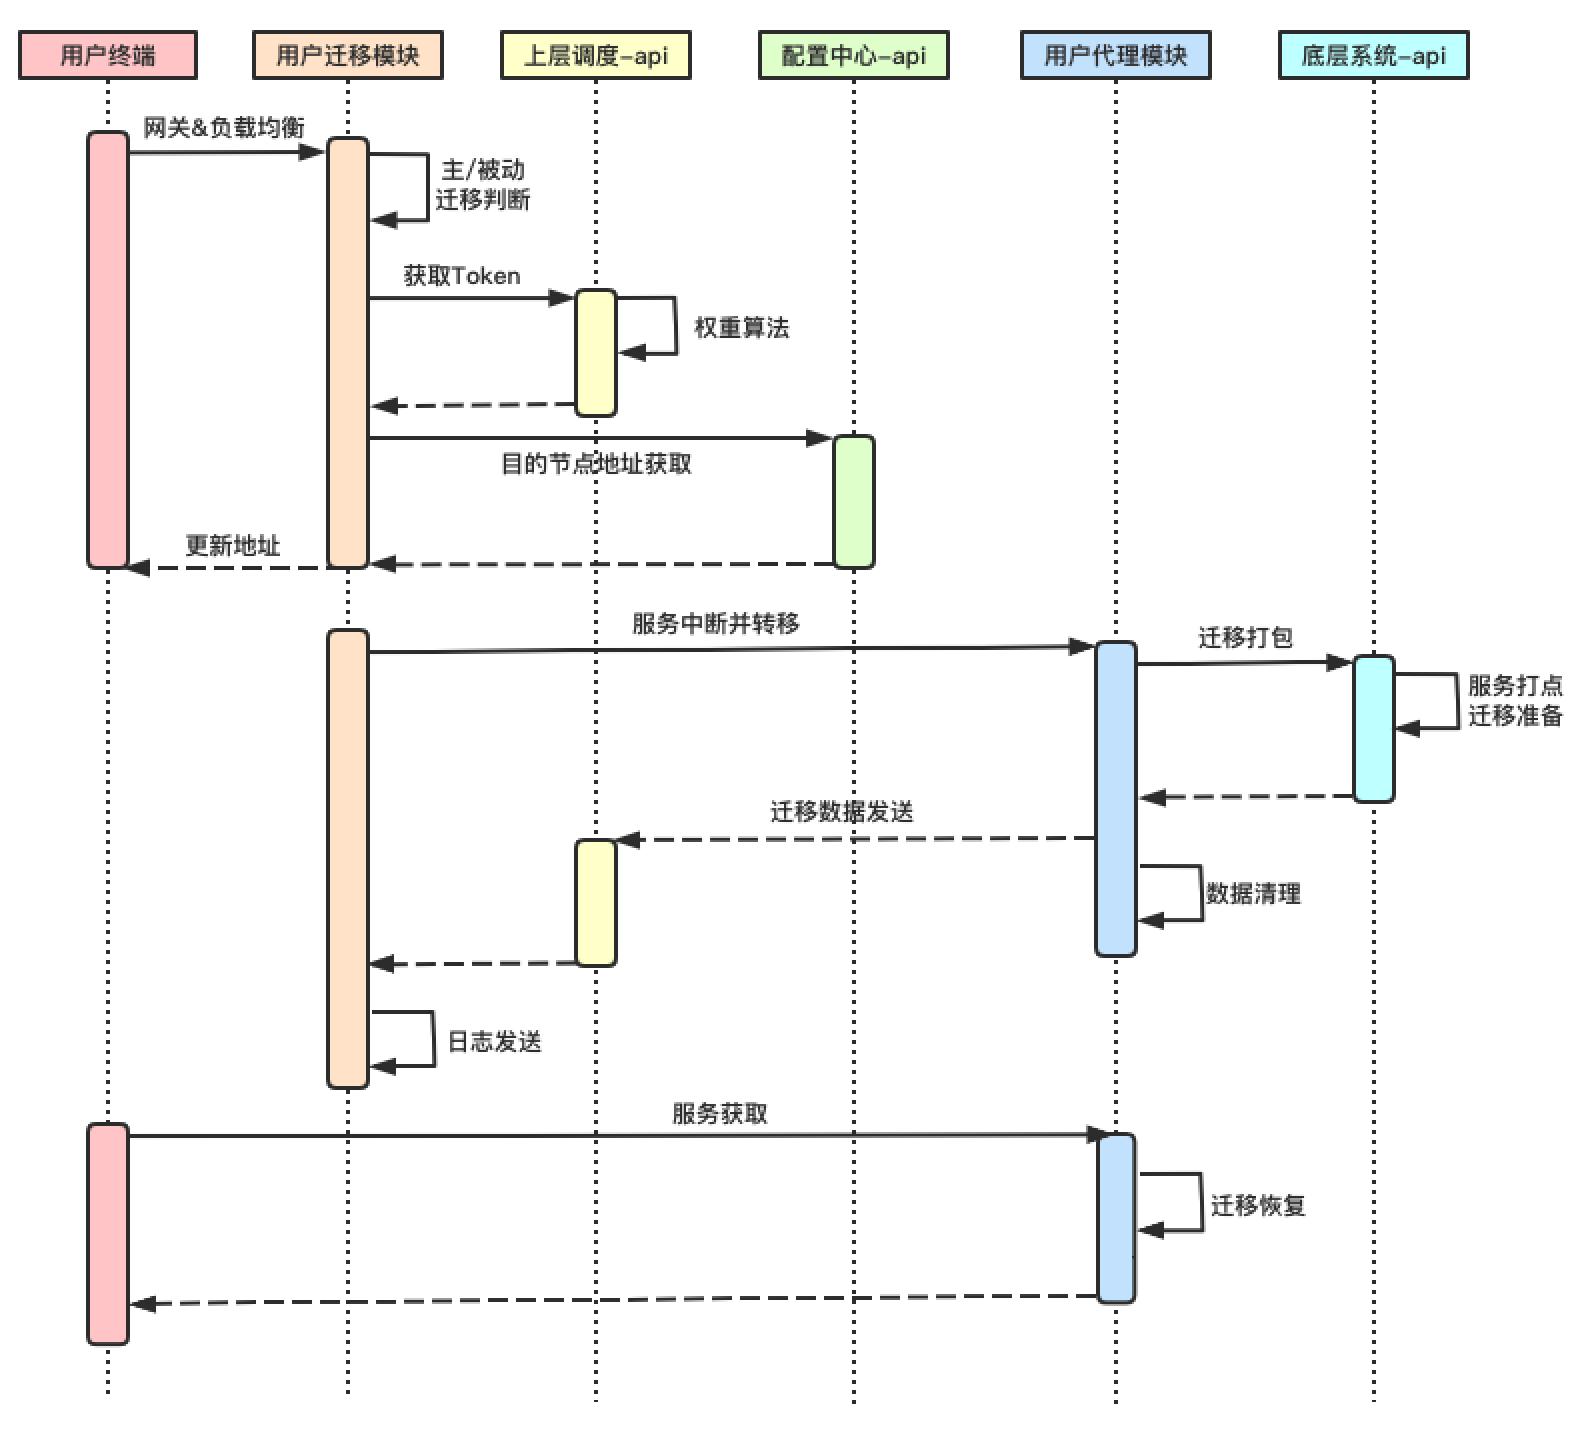 用户终端
用户迁移模块
上层调度-api
配置中心-api
用户代理模块
底层系统-api
网关&负载均衡
主/被动
迁移判断
获取Token
权重算法
目的节点地址获取
更新地址
服务中断并转移
迁移打包
服务打点
迁移准备
迁移数据发送
数据清理
日志发送
服务获取
迁移恢复